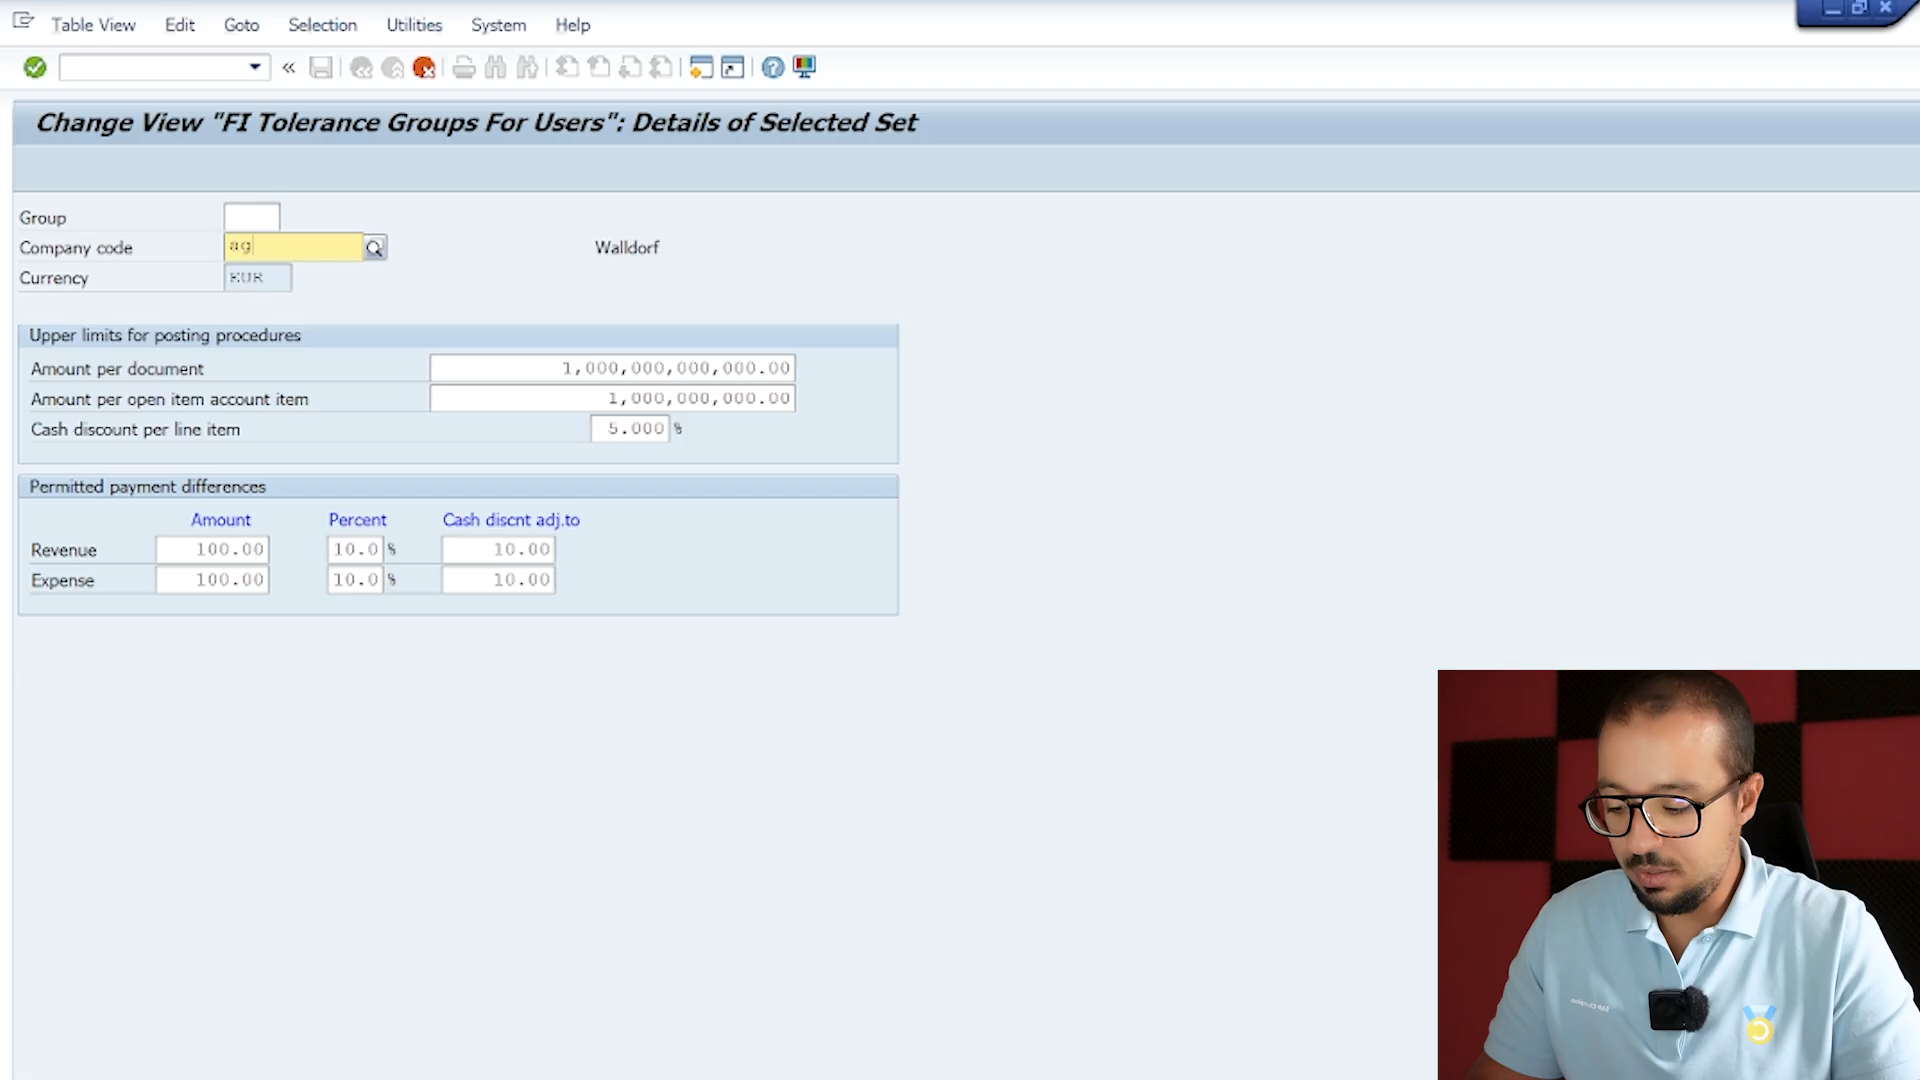 Table View Edit Goto Selection Utilities System Help
Change View "FI Tolerance Groups For Users": Details of Selected Set
Group
Company code ag Walldorf
Currency EUR
Upper limits for posting procedures
Amount per document 1,000,000,000,000.00
Amount per open item account item 1,000,000,000.00
Cash discount per line item 5.000 %
Permitted payment differences
Amount Percent Cash discnt adj.to
Revenue 100.00 10.0 % 10.00
Expense 100.00 10.0 % 10.00